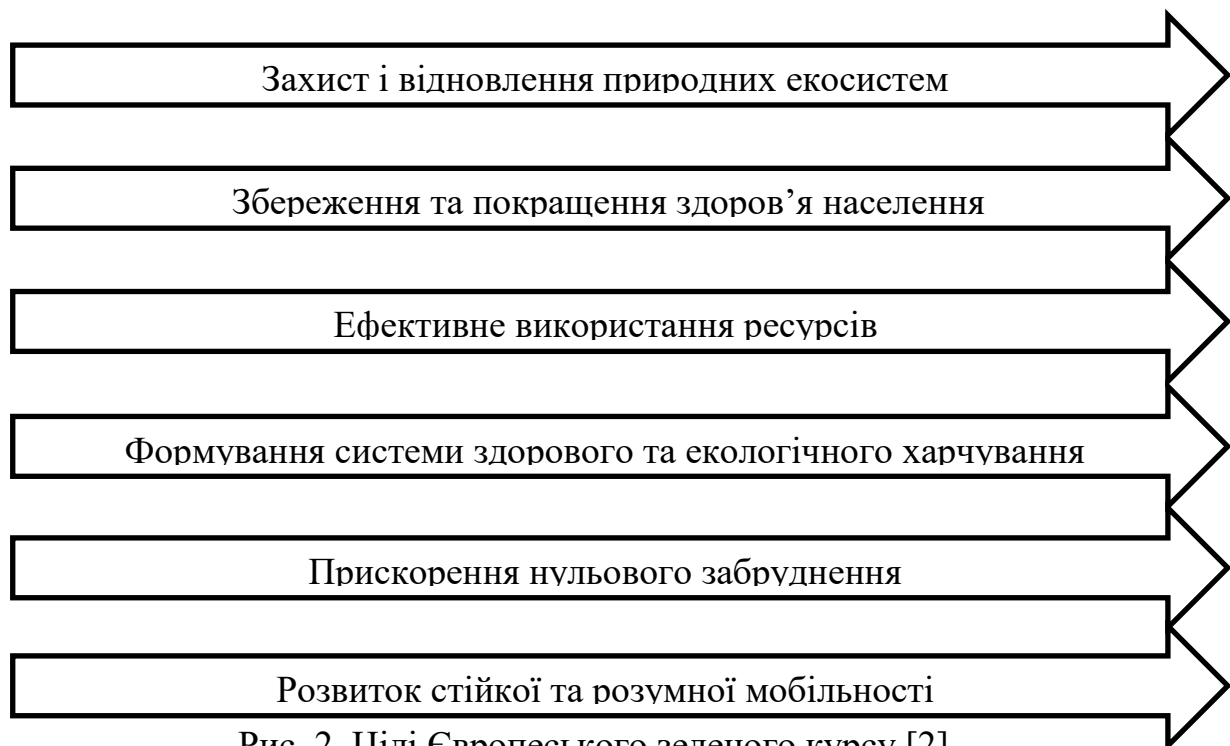 Захист і відновлення природних екосистем
Збереження та покращення здоров’я населення
Ефективне використання ресурсів
Формування системи здорового та екологічного харчування
Прискорення нульового забруднення
Розвиток стійкої та розумної мобільності
Рис. 2. Цілі Європеського зеленого курсу [2]